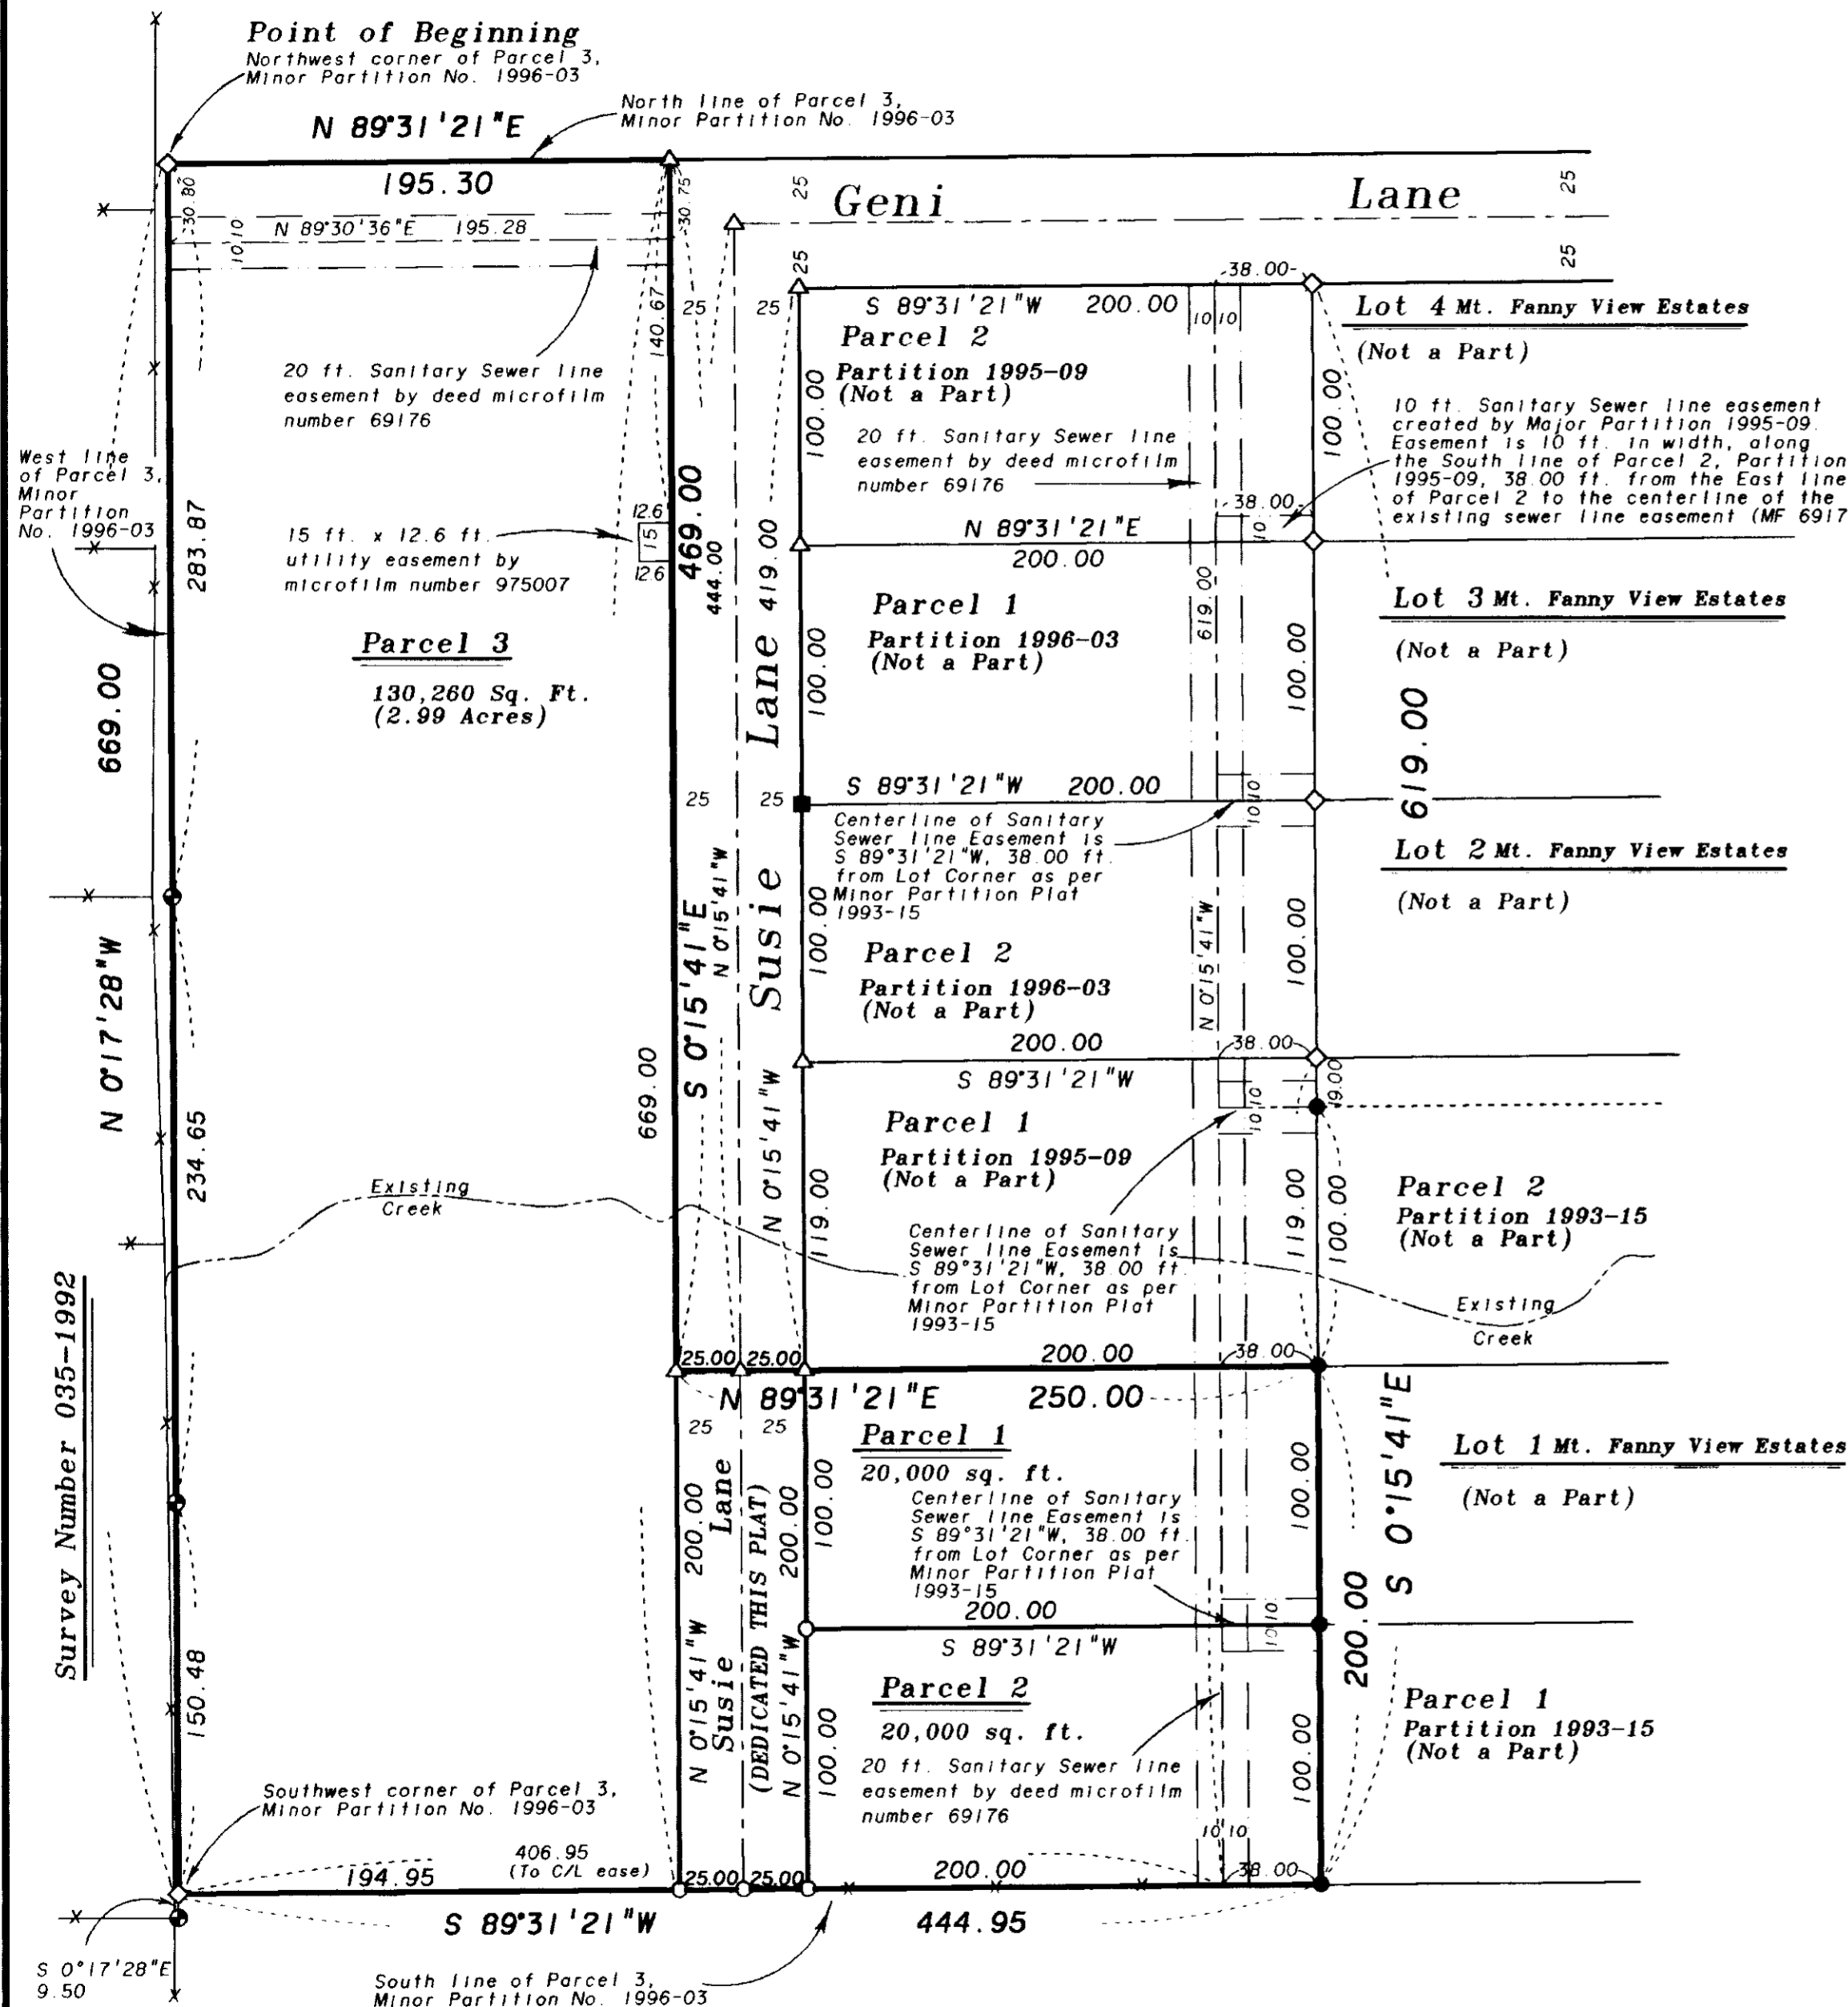 Point of Beginning
Northwest corner of Parcel 3,
Minor Partition No. 1996-03
North line of Parcel 3,
Minor Partition No. 1996-03
N 89°31'21"E
195.30
30.80
30.75
10 10
N 89°30'36"E 195.28
25
Geni Lane
25
25
25
-38.00-
S 89°31'21"W 200.00
10 10
Lot 4 Mt. Fanny View Estates
(Not a Part)
Parcel 2
Partition 1995-09
(Not a Part)
100.00
100.00
140.67
25
25
20 ft. Sanitary Sewer line
easement by deed microfilm
number 69176
20 ft. Sanitary Sewer line
easement by deed microfilm
number 69176
10 ft. Sanitary Sewer line easement
created by Major Partition 1995-09.
Easement is 10 ft. in width, along
the South line of Parcel 2, Partition
1995-09, 38.00 ft. from the East line
of Parcel 2 to the centerline of the
existing sewer line easement (MF 6917
West line
of Parcel 3,
Minor
Partition
No. 1996-03
283.87
15 ft. x 12.6 ft.
utility easement by
microfilm number 975007
12.6
15
12.6
469.00
444.00
419.00
-38.00-
10
N 89°31'21"E
200.00
619.00
Parcel 1
Partition 1996-03
(Not a Part)
100.00
100.00
Lot 3 Mt. Fanny View Estates
(Not a Part)
619.00
Parcel 3
130,260 Sq. Ft.
(2.99 Acres)
669.00
Susie Lane
25
25
S 89°31'21"W 200.00
10 10
Centerline of Sanitary
Sewer line Easement is
S 89°31'21"W, 38.00 ft.
from Lot Corner as per
Minor Partition Plat
1993-15
Lot 2 Mt. Fanny View Estates
(Not a Part)
100.00
100.00
N 0°15'41"W
S 0°15'41"E
N 0°15'41"W
Parcel 2
Partition 1996-03
(Not a Part)
N 0°17'28"W
200.00
38.00
S 89°31'21"W
19.00
10 10
669.00
N 0°15'41"W
234.65
Parcel 1
Partition 1995-09
(Not a Part)
119.00
119.00
100.00
Parcel 2
Partition 1993-15
(Not a Part)
Existing
Creek
Centerline of Sanitary
Sewer line Easement is
S 89°31'21"W, 38.00 ft.
from Lot Corner as per
Minor Partition Plat
1993-15
Existing
Creek
Survey Number 035-1992
25.00 25.00
200.00
38.00
N 89°31'21"E 250.00
25
25
Parcel 1
20,000 sq. ft.
Centerline of Sanitary
Sewer line Easement is
S 89°31'21"W, 38.00 ft.
from Lot Corner as per
Minor Partition Plat
1993-15
100.00
100.00
S 0°15'41"E
200.00
Lot 1 Mt. Fanny View Estates
(Not a Part)
N 0°15'41"W 200.00
Susie Lane
(DEDICATED THIS PLAT)
N 0°15'41"W 200.00
200.00
S 89°31'21"W
10 10
150.48
Parcel 2
20,000 sq. ft.
20 ft. Sanitary Sewer line
easement by deed microfilm
number 69176
100.00
100.00
Parcel 1
Partition 1993-15
(Not a Part)
Southwest corner of Parcel 3,
Minor Partition No. 1996-03
10 10
406.95
(To C/L ease)
194.95
25.00 25.00
200.00
38.00
S 89°31'21"W 444.95
S 0°17'28"E
9.50
South line of Parcel 3,
Minor Partition No. 1996-03